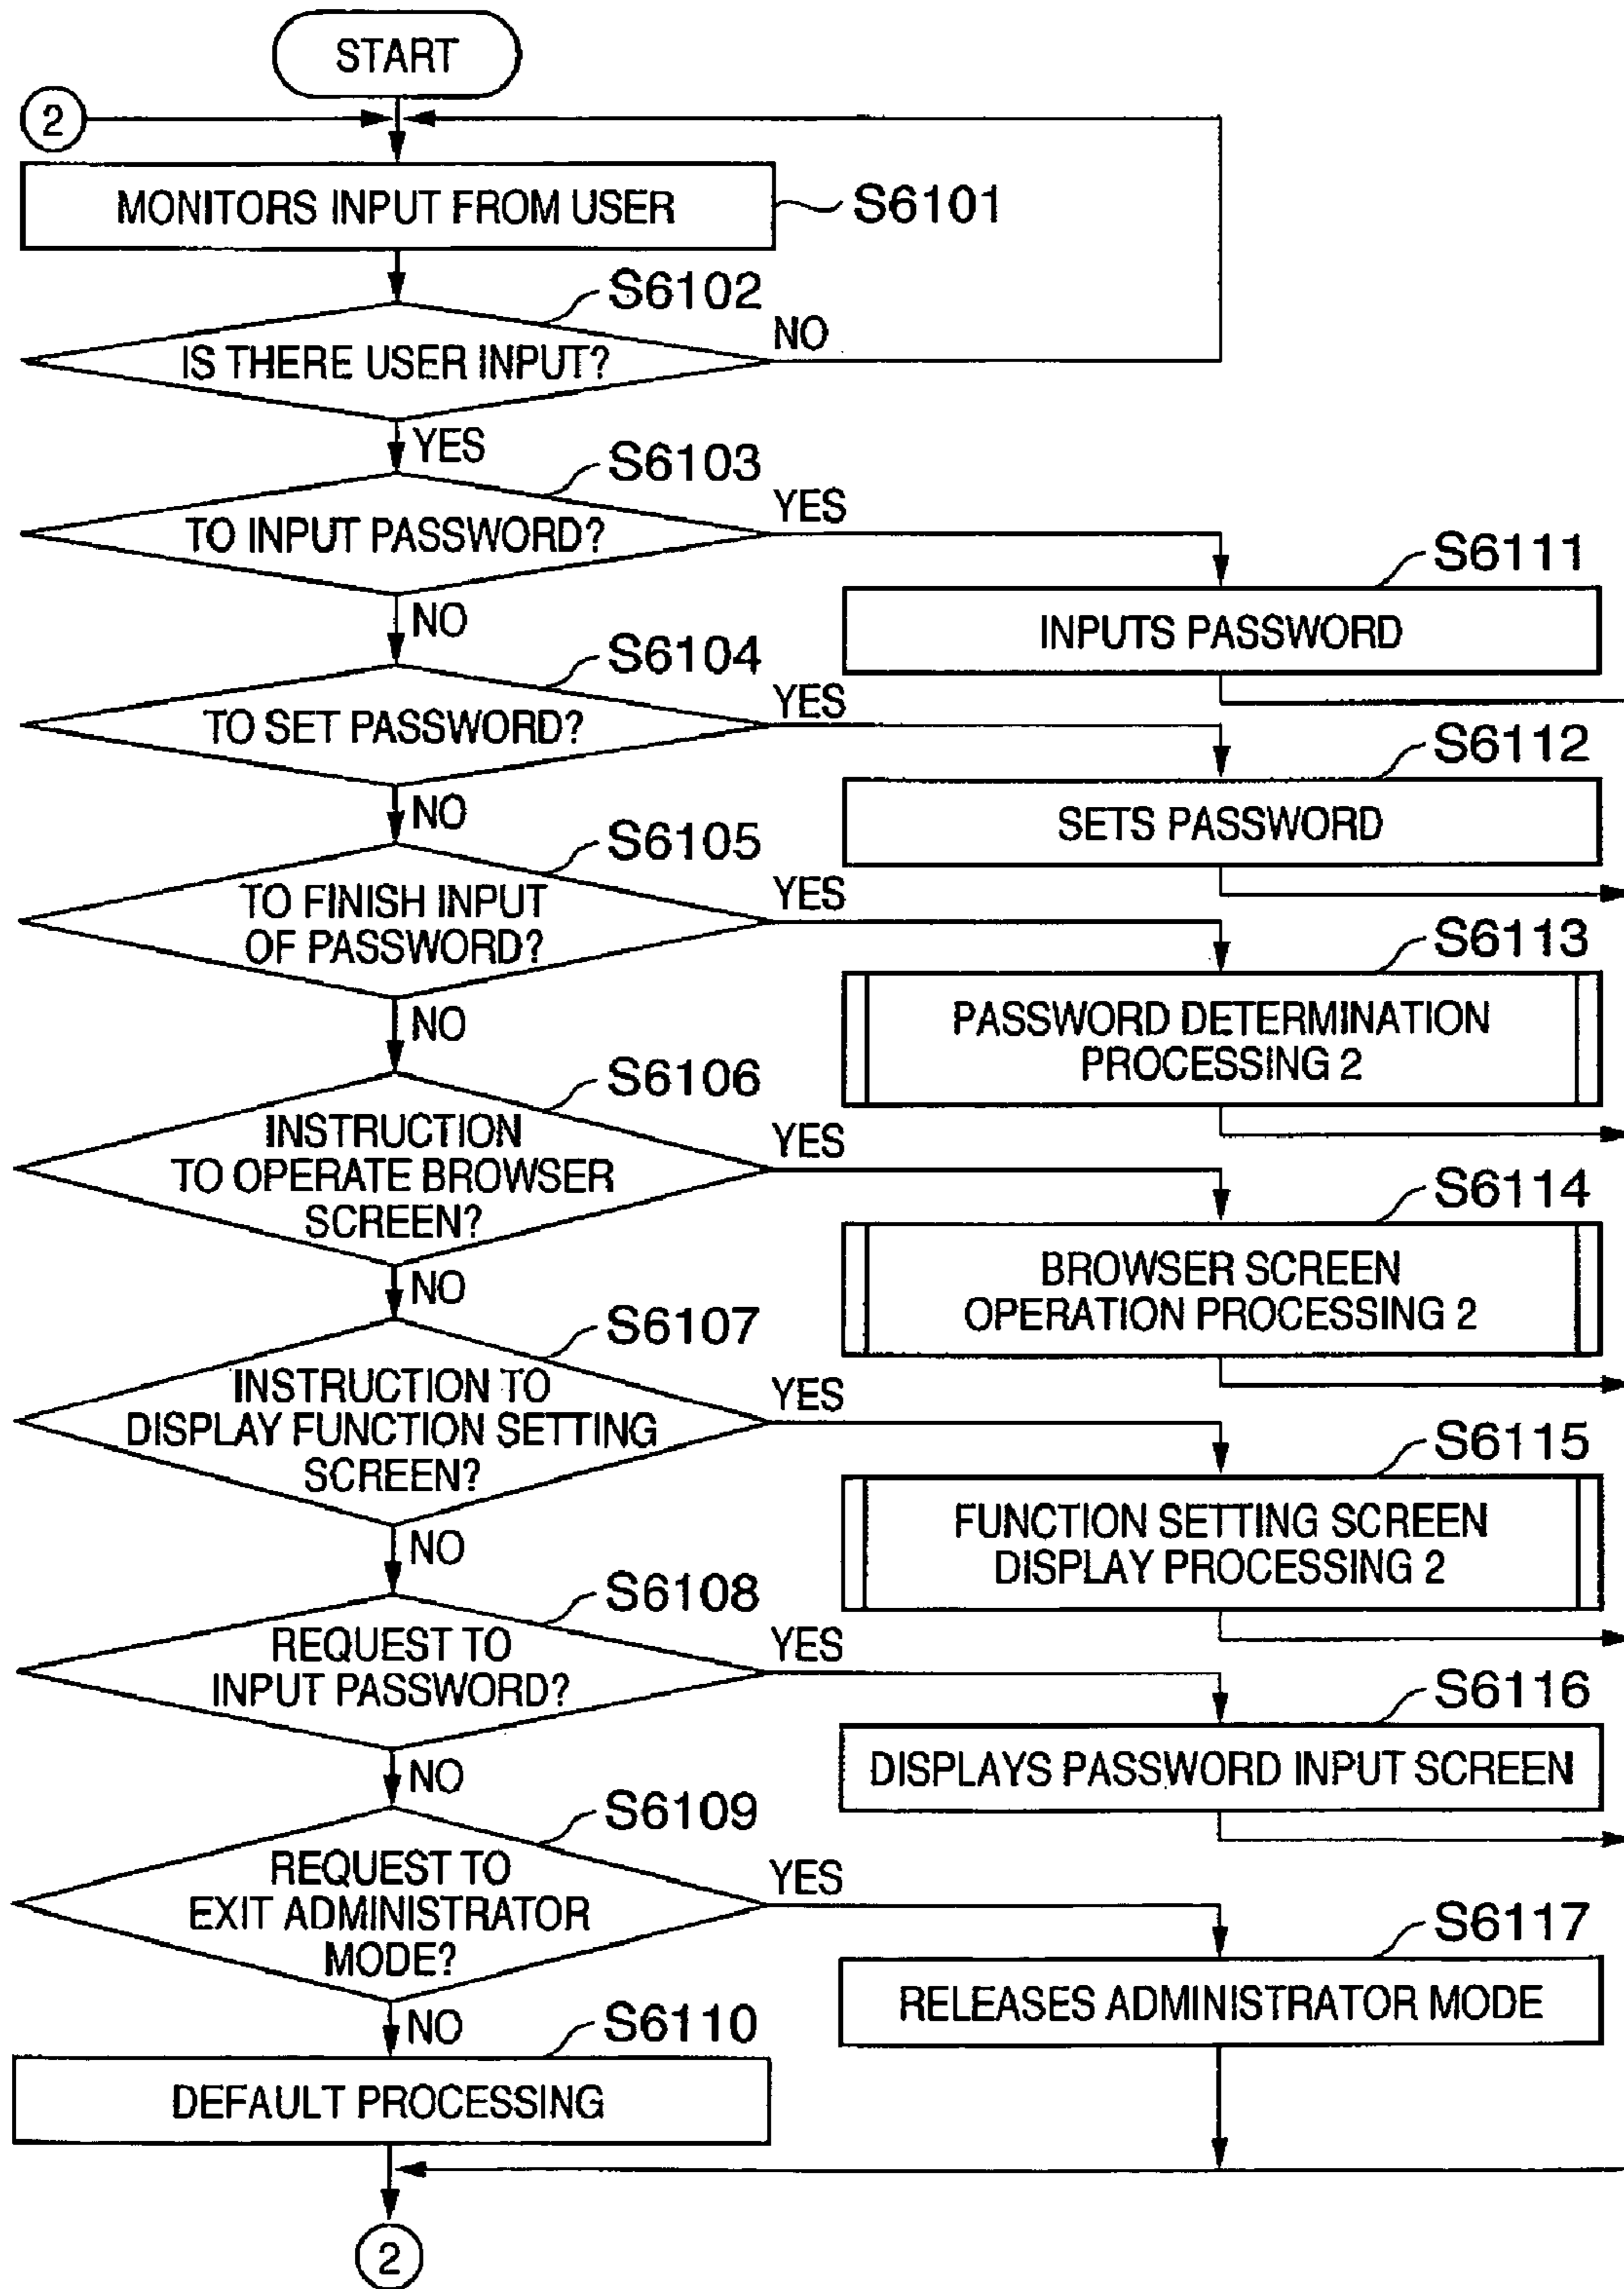 START
2
MONITORS INPUT FROM USER
S6101
S6102
IS THERE USER INPUT?
NO
YES
S6103
TO INPUT PASSWORD?
YES
S6111
INPUTS PASSWORD
NO
S6104
TO SET PASSWORD?
YES
S6112
SETS PASSWORD
NO
S6105
TO FINISH INPUT
OF PASSWORD?
YES
S6113
PASSWORD DETERMINATION
PROCESSING 2
NO
S6106
INSTRUCTION
TO OPERATE BROWSER
SCREEN?
YES
S6114
BROWSER SCREEN
OPERATION PROCESSING 2
NO
S6107
INSTRUCTION TO
DISPLAY FUNCTION SETTING
SCREEN?
YES
S6115
FUNCTION SETTING SCREEN
DISPLAY PROCESSING 2
NO
S6108
REQUEST TO
INPUT PASSWORD?
YES
S6116
DISPLAYS PASSWORD INPUT SCREEN
NO
S6109
REQUEST TO
EXIT ADMINISTRATOR
MODE?
YES
S6117
RELEASES ADMINISTRATOR MODE
NO
S6110
DEFAULT PROCESSING
2